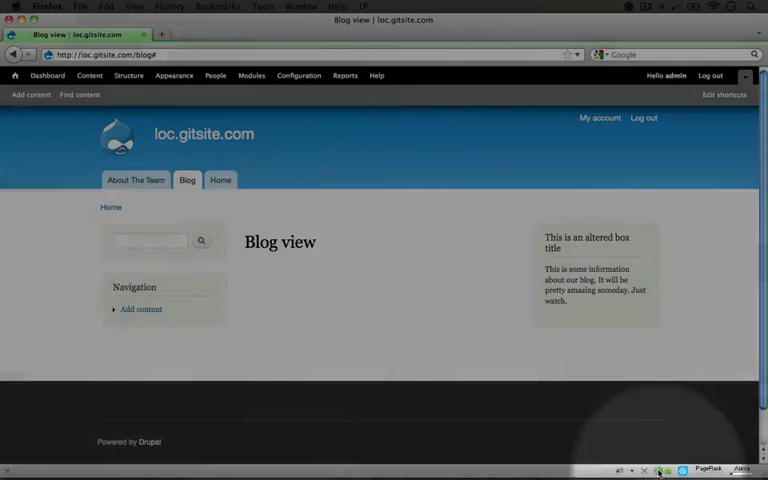 Firefox File Edit View History Bookmarks Tools Window Help IP
Blog view | loc.gitsite.com
Blog view | loc.gitsite.com
http://loc.gitsite.com/blog#
Google
Dashboard Content Structure Appearance People Modules Configuration Reports Help
Hello admin Log out
Add content Find content
Edit shortcuts
My account Log out
loc.gitsite.com
About The Team Blog Home
Home
Blog view
Navigation
Add content
This is an altered box
title
This is some information
about our blog. It will be
pretty amazing someday. Just
watch.
Powered by Drupal
PageRank Alexa